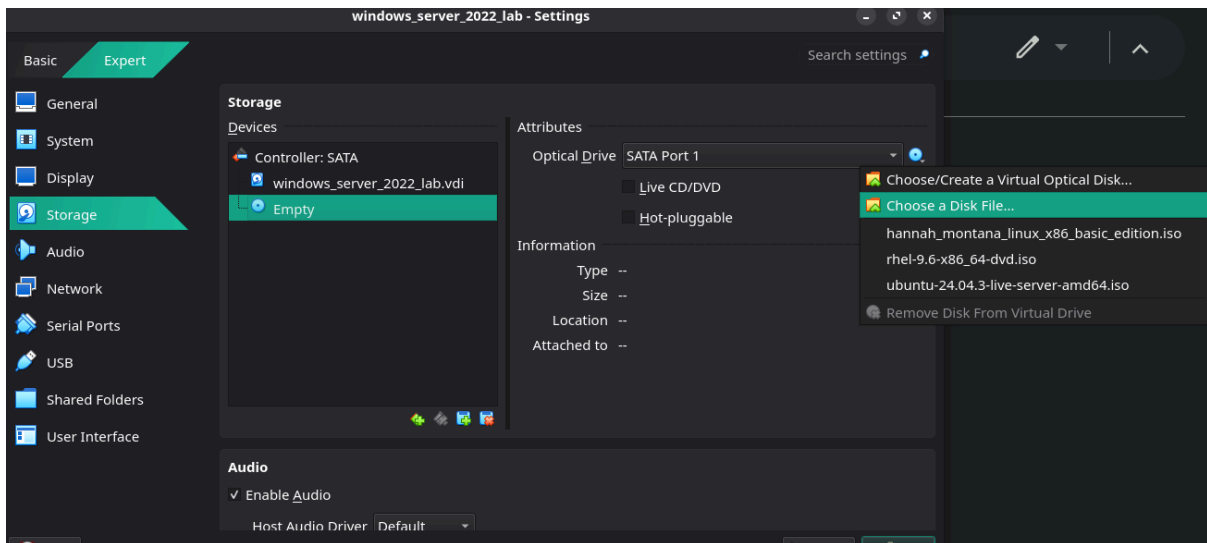 windows_server_2022_lab - Settings
Basic
Expert
Search settings
General
System
Display
Storage
Audio
Network
Serial Ports
USB
Shared Folders
User Interface
Storage
Devices
Controller: SATA
windows_server_2022_lab.vdi
Empty
Attributes
Optical Drive SATA Port 1
Live CD/DVD
Hot-pluggable
Information
Type --
Size --
Location --
Attached to --
Choose/Create a Virtual Optical Disk...
Choose a Disk File...
hannah_montana_linux_x86_basic_edition.iso
rhel-9.6-x86_64-dvd.iso
ubuntu-24.04.3-live-server-amd64.iso
Remove Disk From Virtual Drive
Audio
Enable Audio
Host Audio Driver Default